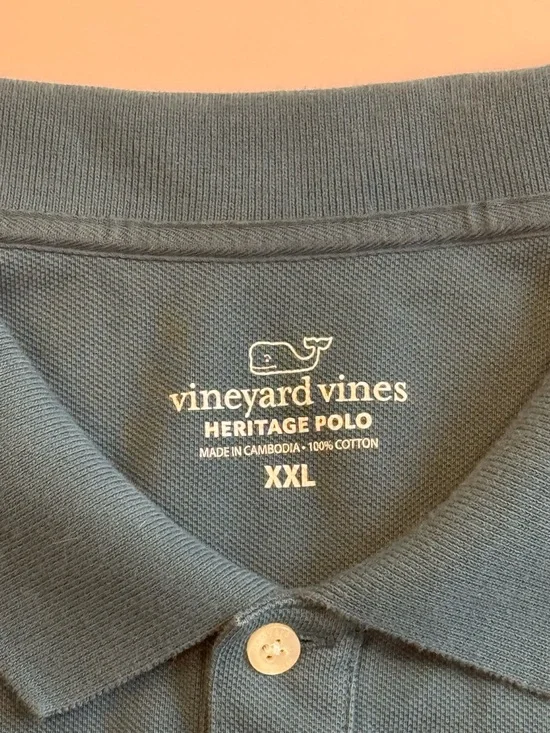 vineyard vines
HERITAGE POLO
MADE IN CAMBODIA • 100% COTTON
XXL